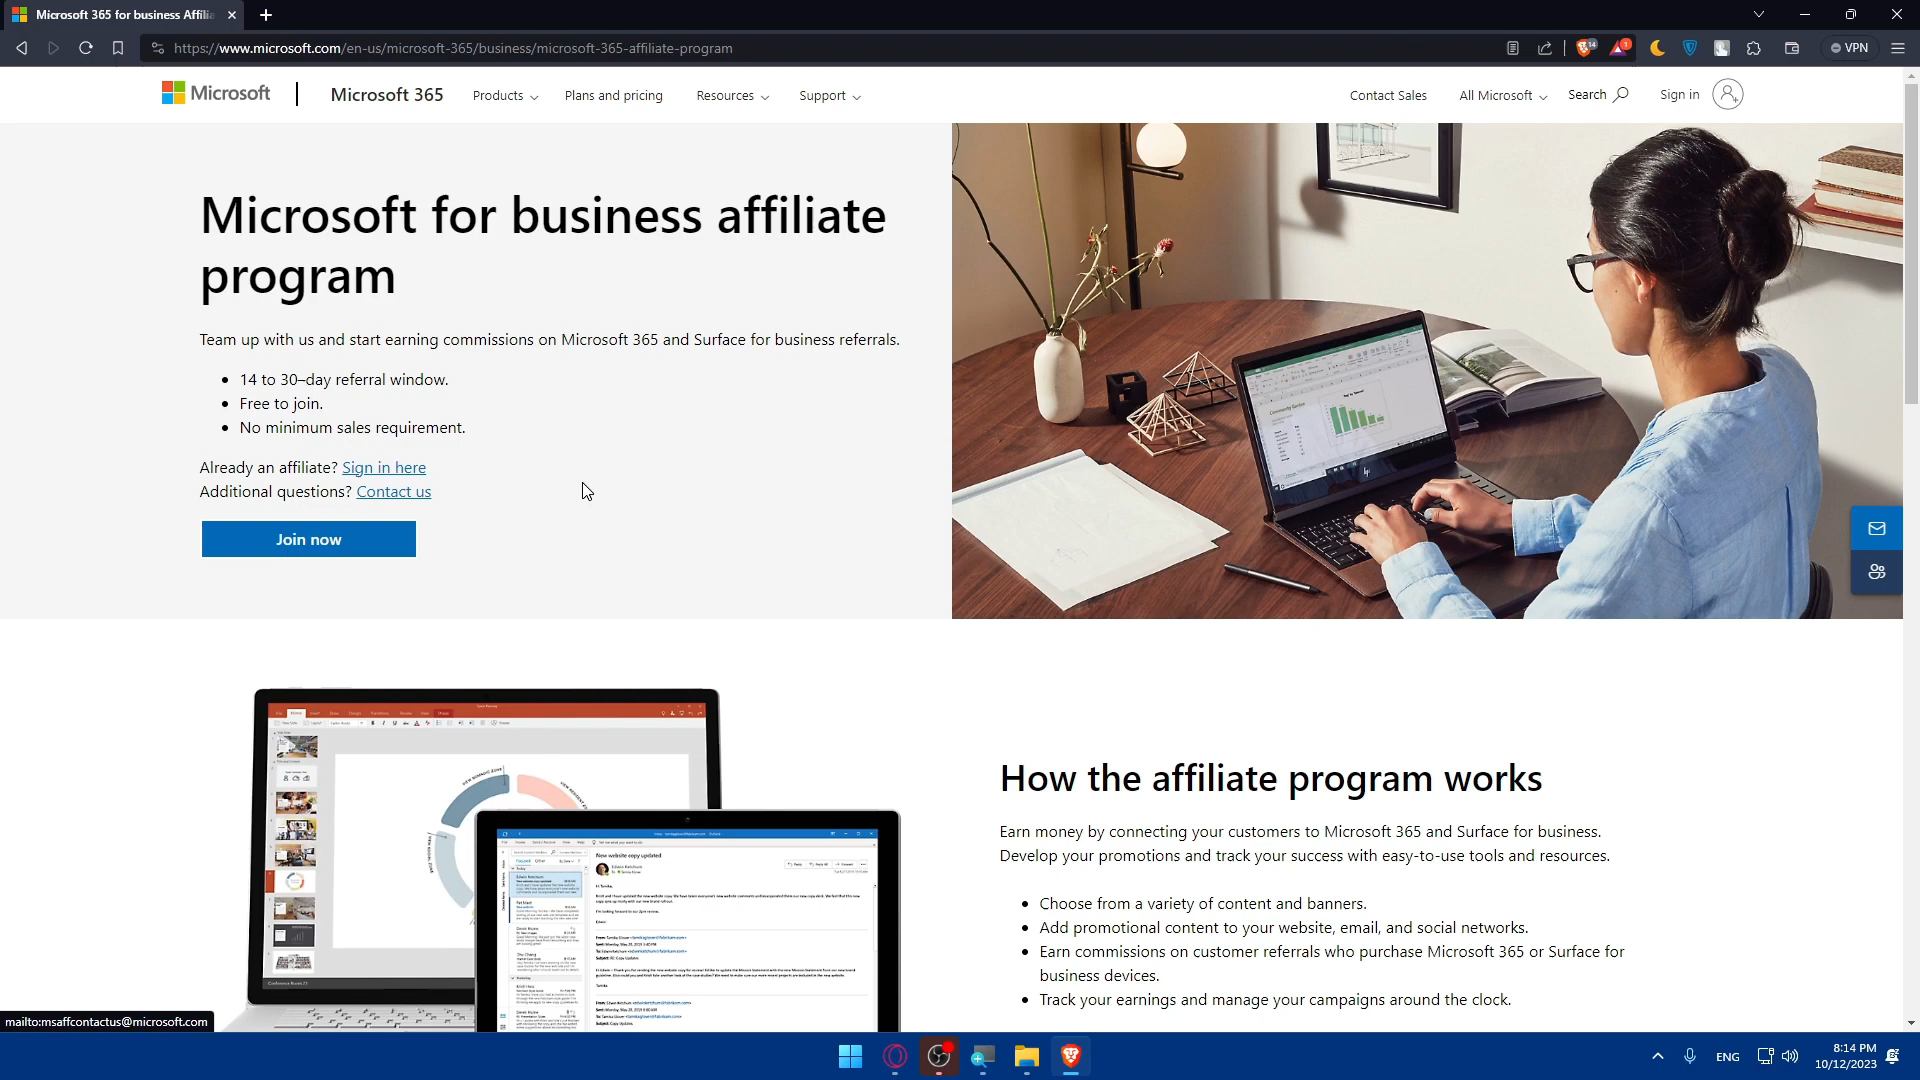 Microsoft 365 for business Affilia
https://www.microsoft.com/en-us/microsoft-365/business/microsoft-365-affiliate-program
14
1
VPN
Microsoft
Microsoft 365
Products
Plans and pricing
Resources
Support
Contact Sales
All Microsoft
Search
Sign in
Microsoft for business affiliate
program
Team up with us and start earning commissions on Microsoft 365 and Surface for business referrals.
• 14 to 30–day referral window.
• Free to join.
• No minimum sales requirement.
Already an affiliate? Sign in here
Additional questions? Contact us
Join now
How the affiliate program works
Earn money by connecting your customers to Microsoft 365 and Surface for business.
Develop your promotions and track your success with easy-to-use tools and resources.
• Choose from a variety of content and banners.
• Add promotional content to your website, email, and social networks.
• Earn commissions on customer referrals who purchase Microsoft 365 or Surface for
business devices.
• Track your earnings and manage your campaigns around the clock.
New website copy updated
mailto:msaffcontactus@microsoft.com
ENG
8:14 PM
10/12/2023